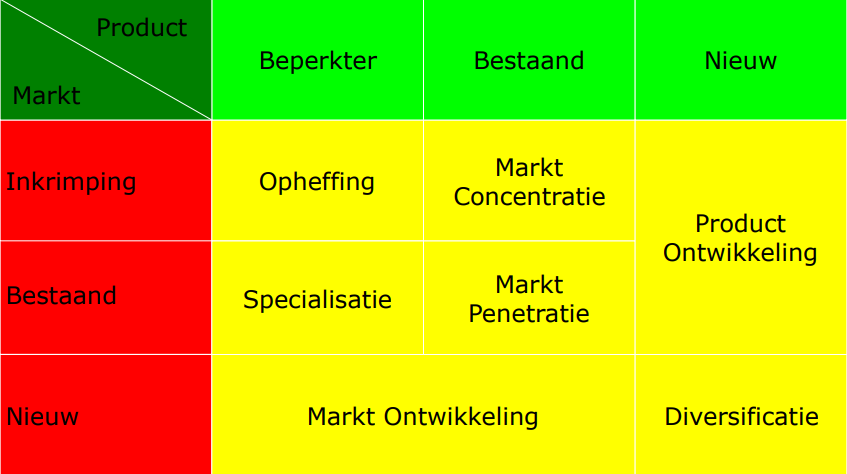 Product
Markt
Beperkter
Bestaand
Nieuw
Inkrimping
Opheffing
Markt
Concentratie
Product
Ontwikkeling
Bestaand
Specialisatie
Markt
Penetratie
Nieuw
Markt Ontwikkeling
Diversificatie